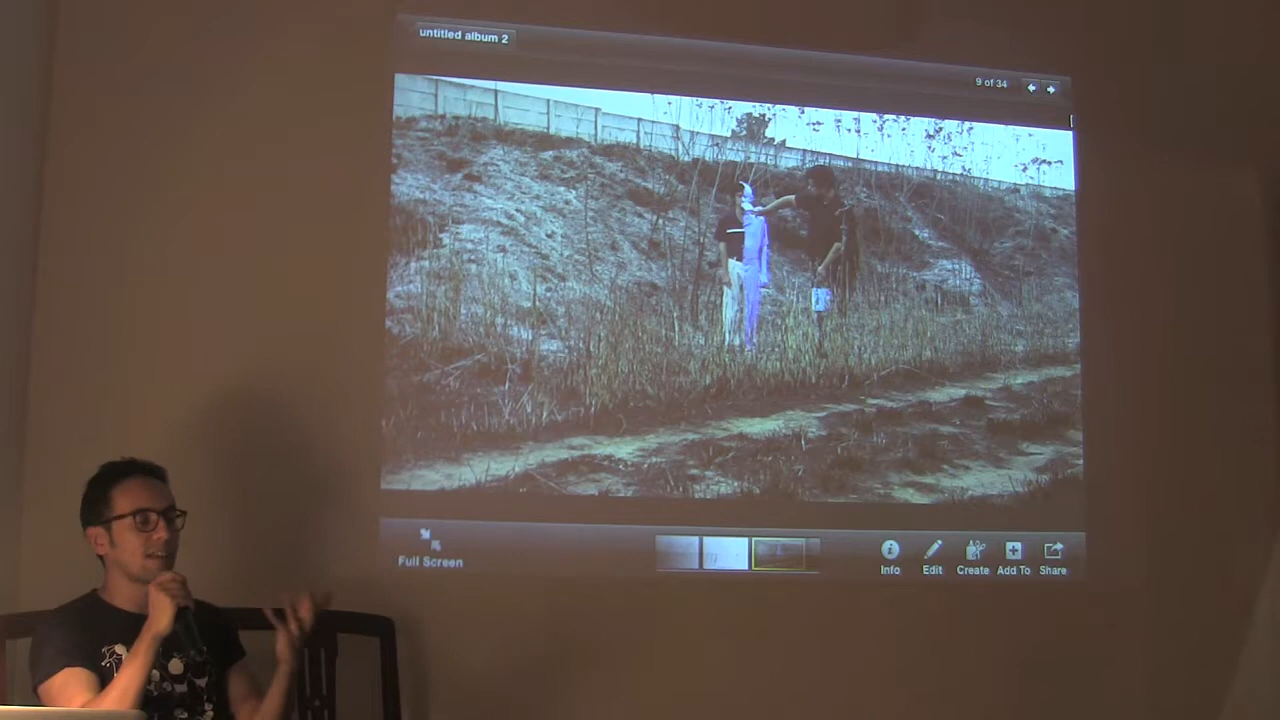 untitled album 2
9 of 34
Full Screen
Info
Edit
Create
Add To
Share